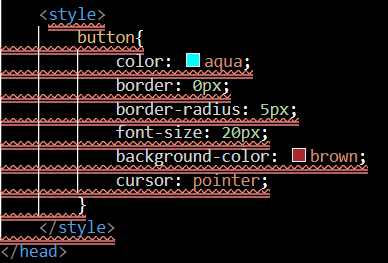 <style>
button{
color: aqua;
border: 0px;
border-radius: 5px;
font-size: 20px;
background-color: brown;
cursor: pointer;
}
</style>
</head>